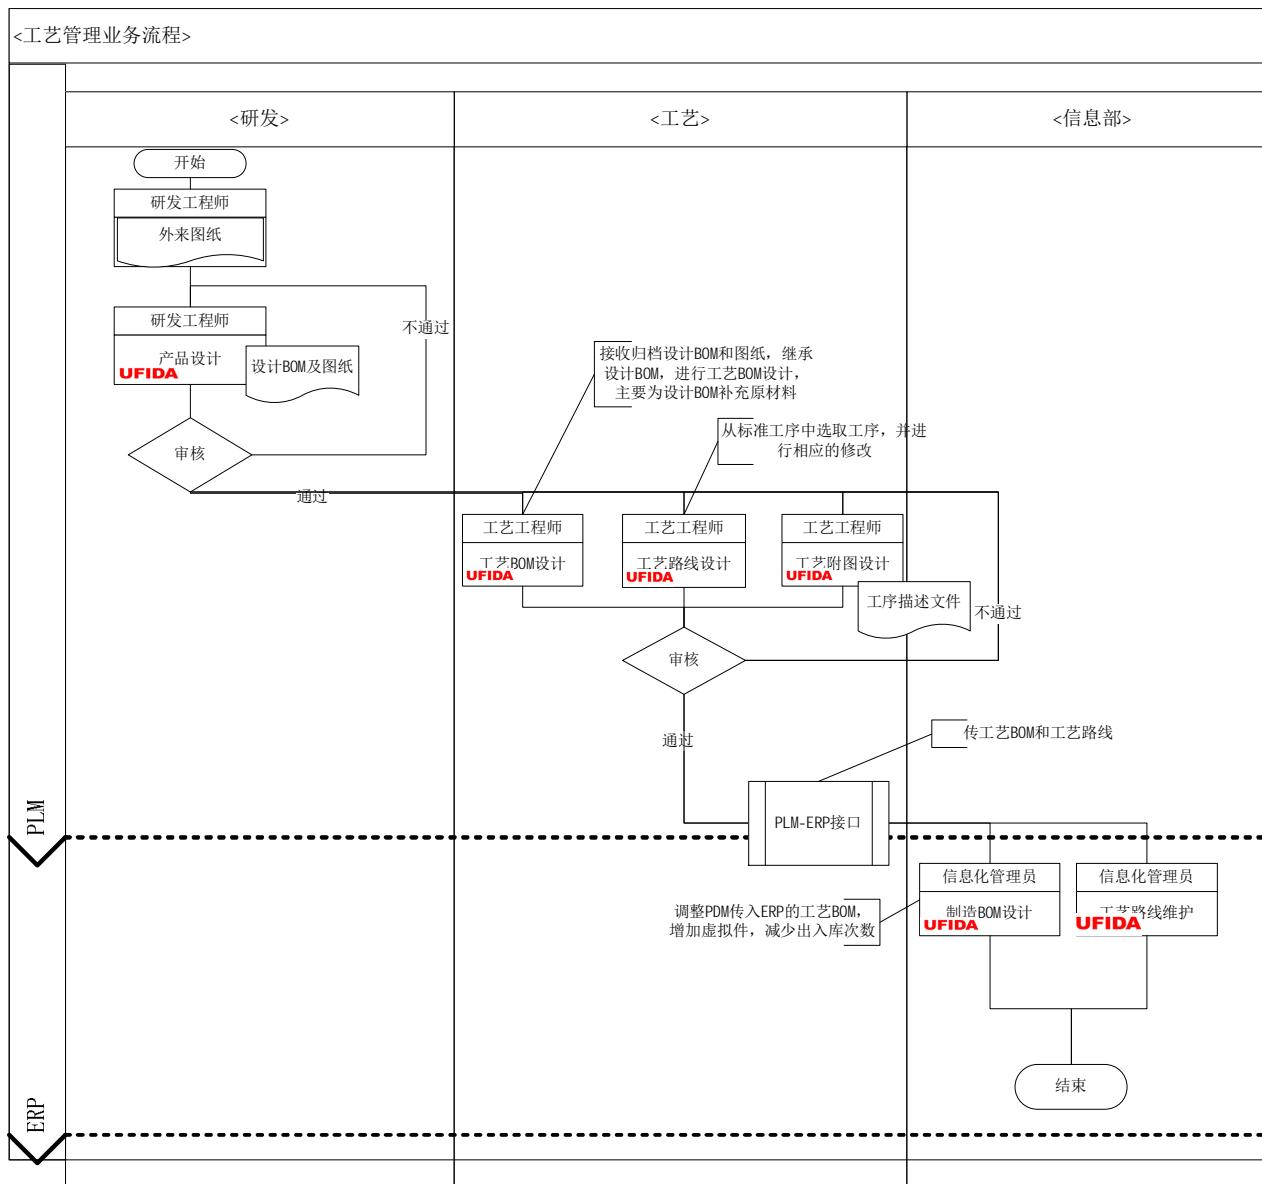 <工艺管理业务流程>
<研发>
<工艺>
<信息部>
开始
研发工程师
外来图纸
研发工程师
产品设计
UFIDA
设计BOM及图纸
不通过
审核
通过
接收归档设计BOM和图纸，继承
设计BOM，进行工艺BOM设计，
主要为设计BOM补充原材料
从标准工序中选取工序，并进
行相应的修改
工艺工程师
工艺BOM设计
UFIDA
工艺工程师
工艺路线设计
UFIDA
工艺工程师
工艺附图设计
UFIDA
工序描述文件
不通过
审核
通过
传工艺BOM和工艺路线
PLM-ERP接口
PLM
信息化管理员
制造BOM设计
UFIDA
信息化管理员
工艺路线维护
UFIDA
调整PDM传入ERP的工艺BOM，
增加虚拟件，减少出入库次数
结束
ERP